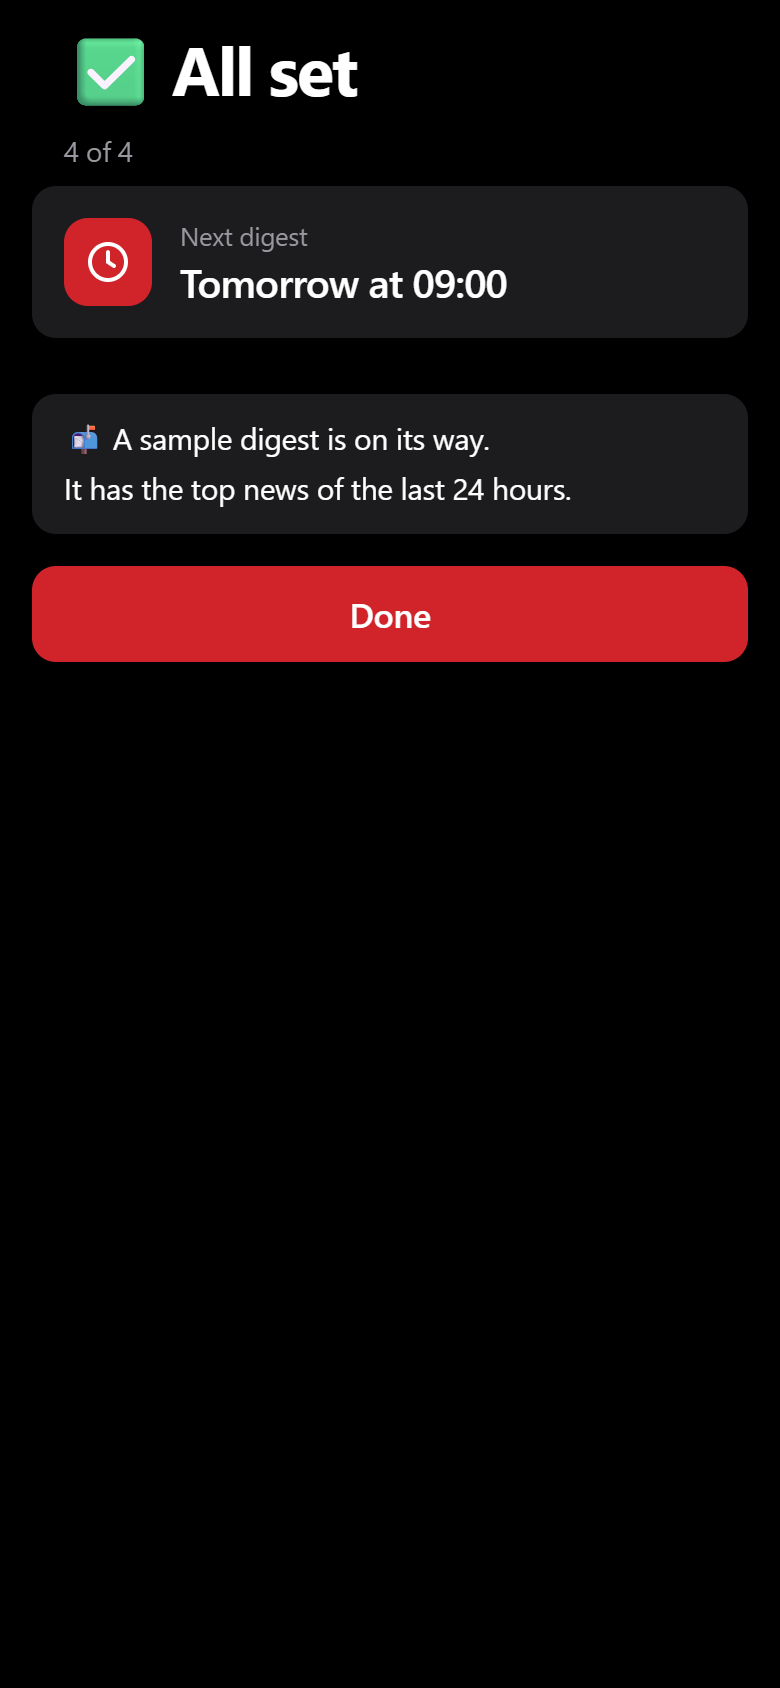 ✅ All set
4 of 4
Next digest
Tomorrow at 09:00
📬 A sample digest is on its way.
It has the top news of the last 24 hours.
Done